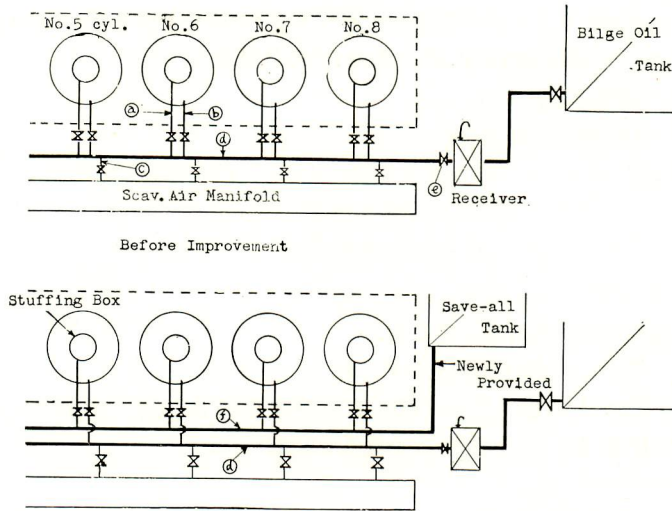 No.5 cyl. No.6 No.7 No.8
Bilge Oil
Tank
ⓐ ⓑ
ⓓ
ⓒ
ⓔ
Scav. Air Manifold
Receiver
Before Improvement
Stuffing Box
Save-all
Tank
Newly
Provided
ⓕ
ⓓ